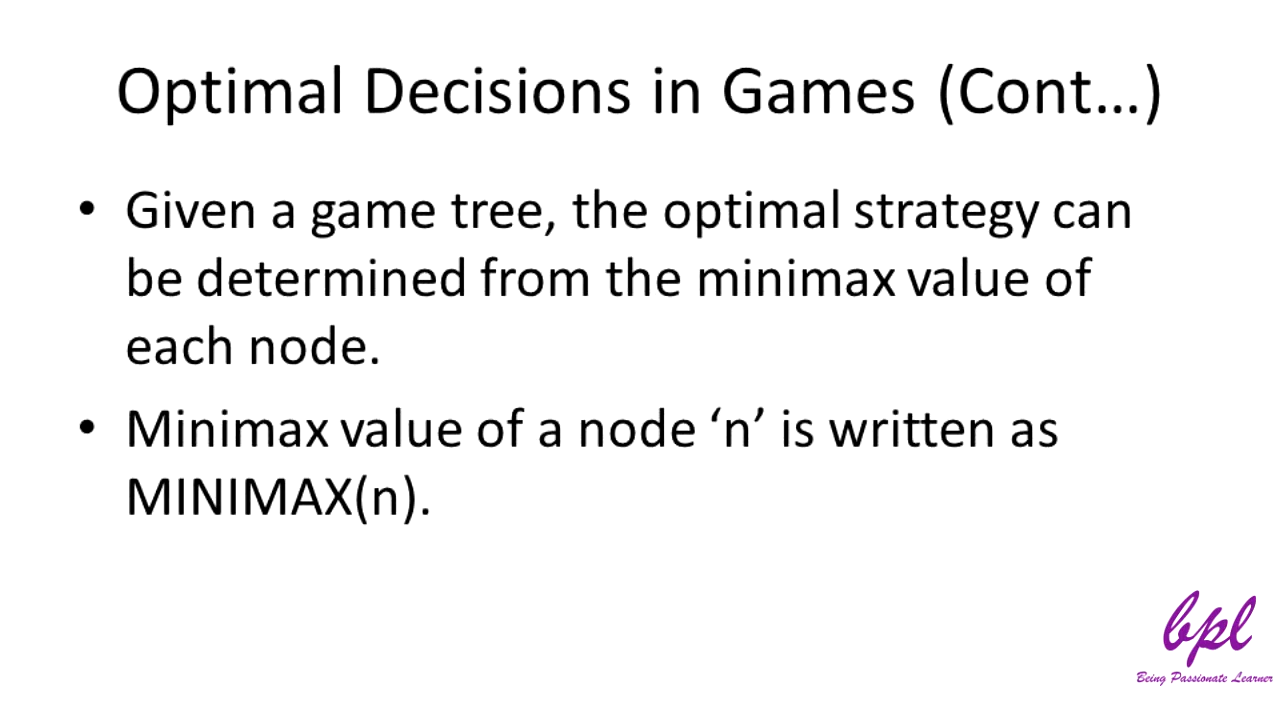 Optimal Decisions in Games (Cont…)
• Given a game tree, the optimal strategy can
be determined from the minimax value of
each node.
• Minimax value of a node ‘n’ is written as
MINIMAX(n).
bpl
Being Passionate Learner